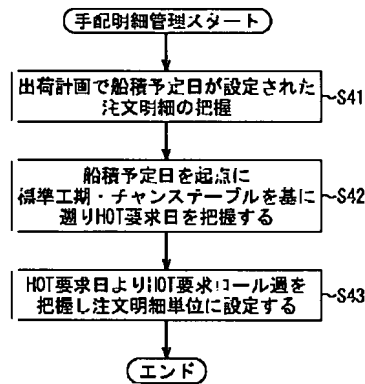 手配明細管理スタート
出荷計画で船積予定日が設定された
注文明細の把握
S41
船積予定日を起点に
標準工期・チャンステーブルを基に
遡りHOT要求日を把握する
S42
HOT要求日よりHOT要求ロール週を
把握し注文明細単位に設定する
S43
エンド